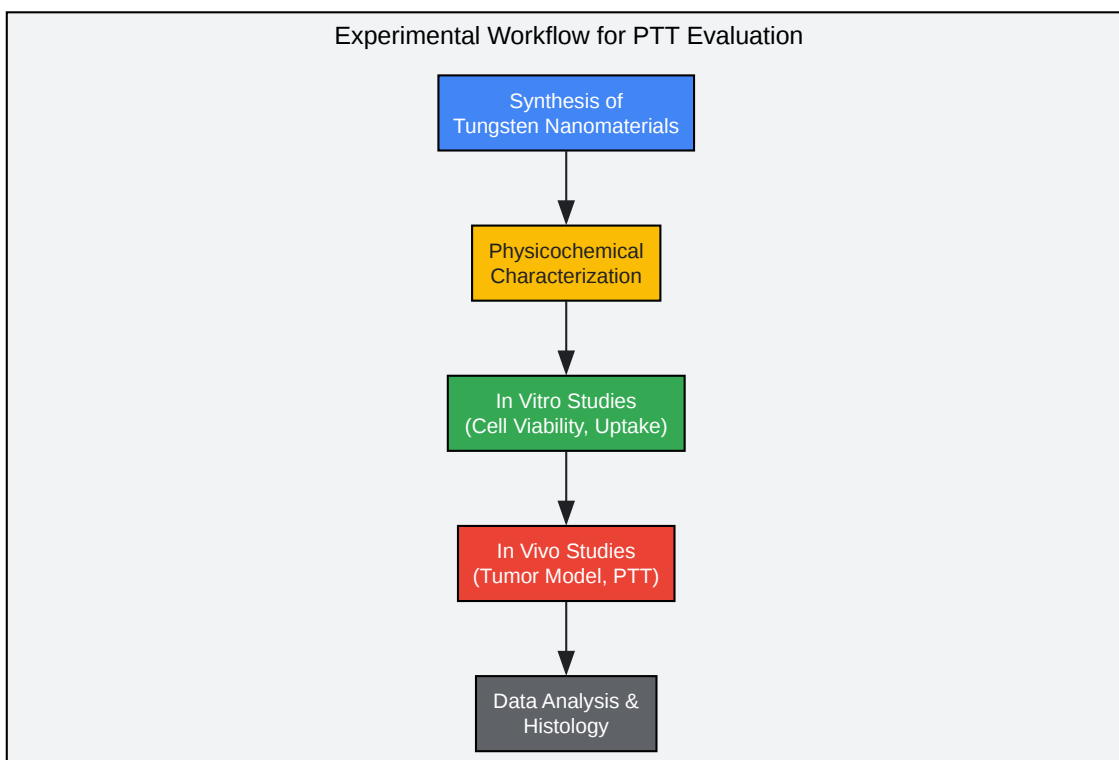 Experimental Workflow for PTT Evaluation
Synthesis of
Tungsten Nanomaterials
Physicochemical
Characterization
In Vitro Studies
(Cell Viability, Uptake)
In Vivo Studies
(Tumor Model, PTT)
Data Analysis &
Histology